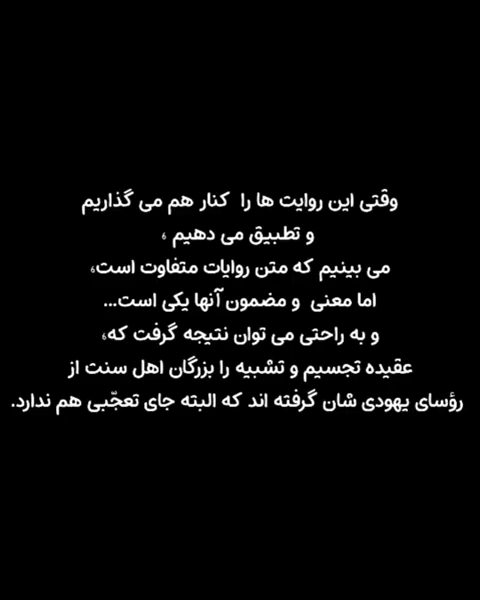 وقتی این روایت ها را کنار هم می گذاریم
و تطبیق می دهیم ،
می بینیم که متن روایات متفاوت است،
اما معنی و مضمون آنها یکی است...
و به راحتی می توان نتیجه گرفت که،
عقیده تجسیم و تشبیه را بزرگان اهل سنت از
رؤسای یهودی شان گرفته اند که البته جای تعجّبی هم ندارد.